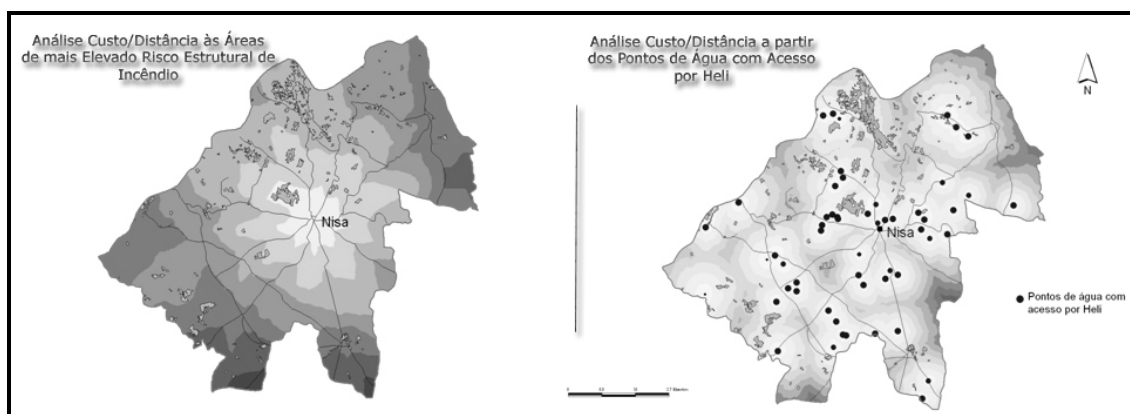 Análise Custo/Distância às Áreas
de mais Elevado Risco Estrutural de
Incêndio
Nisa
Análise Custo/Distância a partir
dos Pontos de Água com Acesso
por Heli
N
Nisa
Pontos de água com
acesso por Heli